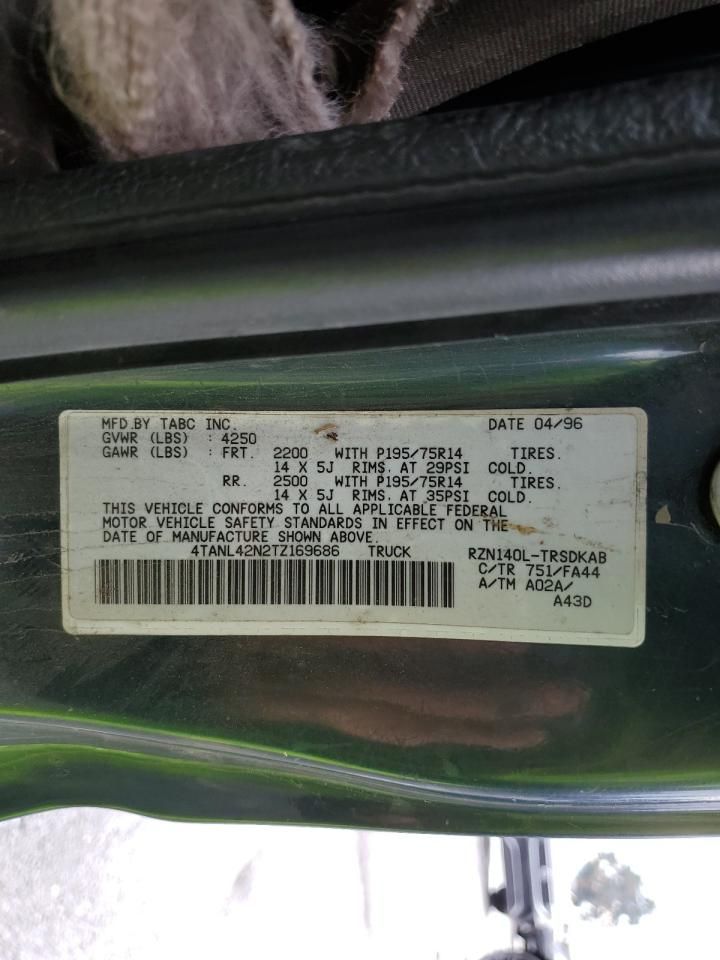 MFD.BY TABC INC. DATE 04/96
GVWR (LBS) : 4250
GAWR (LBS) : FRT. 2200 WITH P195/75R14 TIRES.
14 X 5J RIMS. AT 29PSI COLD.
RR. 2500 WITH P195/75R14 TIRES.
14 X 5J RIMS. AT 35PSI COLD.
THIS VEHICLE CONFORMS TO ALL APPLICABLE FEDERAL
MOTOR VEHICLE SAFETY STANDARDS IN EFFECT ON THE
DATE OF MANUFACTURE SHOWN ABOVE.
4TANL42N2TZ169686 TRUCK RZN140L-TRSDKAB
C/TR 751/FA44
A/TM A02A/
A43D